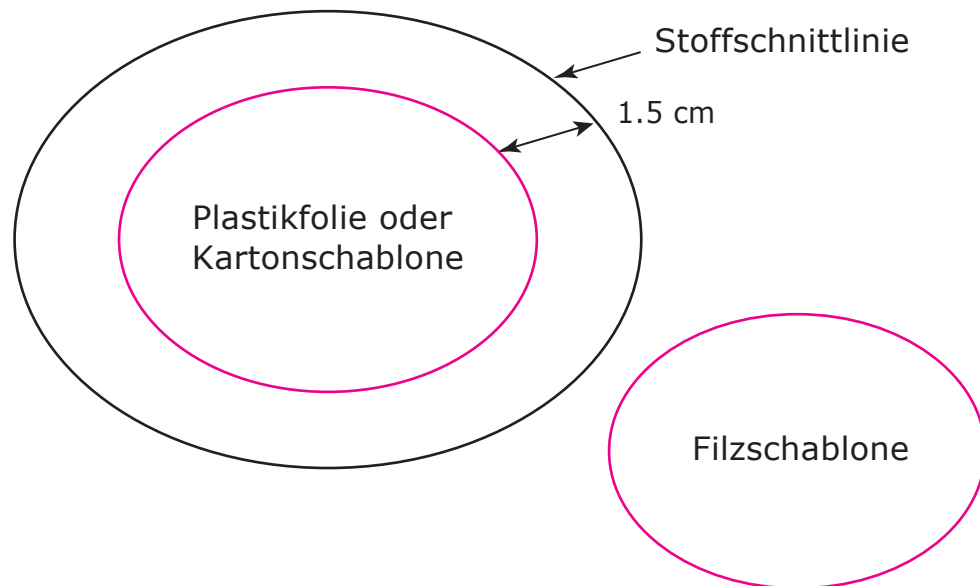 Stoffschnittlinie
1.5 cm
Plastikfolie oder
Kartonschablone
Filzschablone